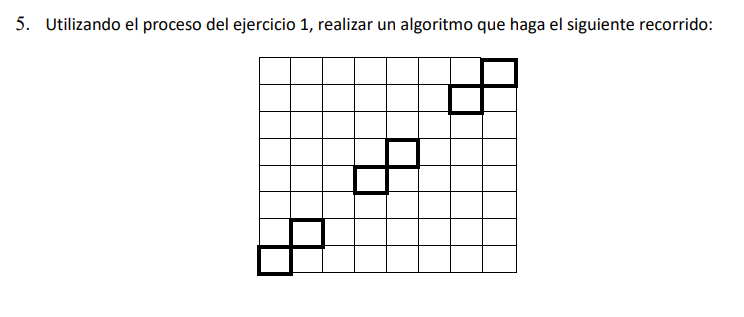 5. Utilizando el proceso del ejercicio 1, realizar un algoritmo que haga el siguiente recorrido: